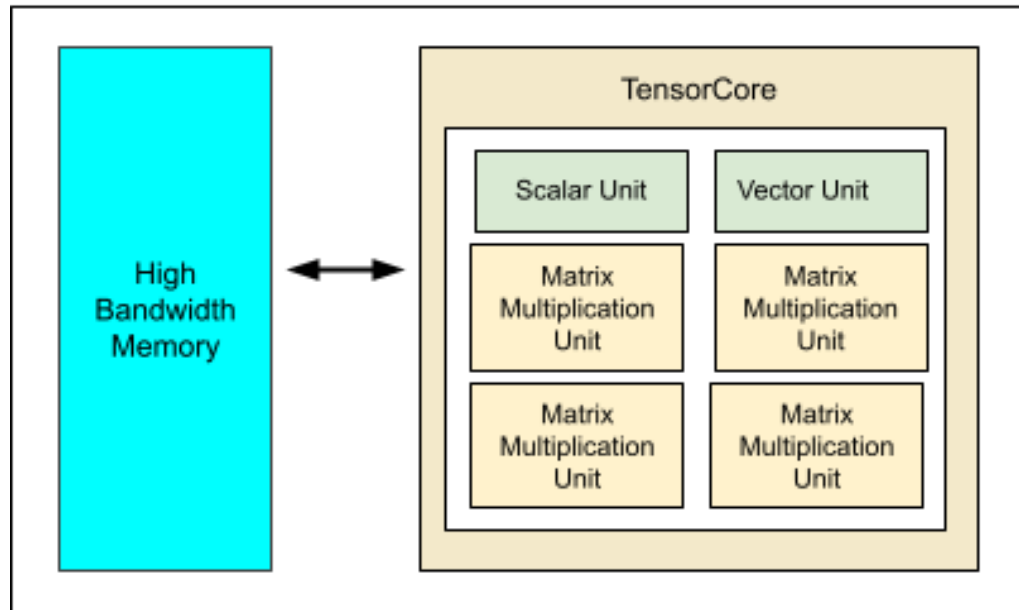 TensorCore
Scalar Unit
Vector Unit
High
Bandwidth
Memory
Matrix
Multiplication
Unit
Matrix
Multiplication
Unit
Matrix
Multiplication
Unit
Matrix
Multiplication
Unit